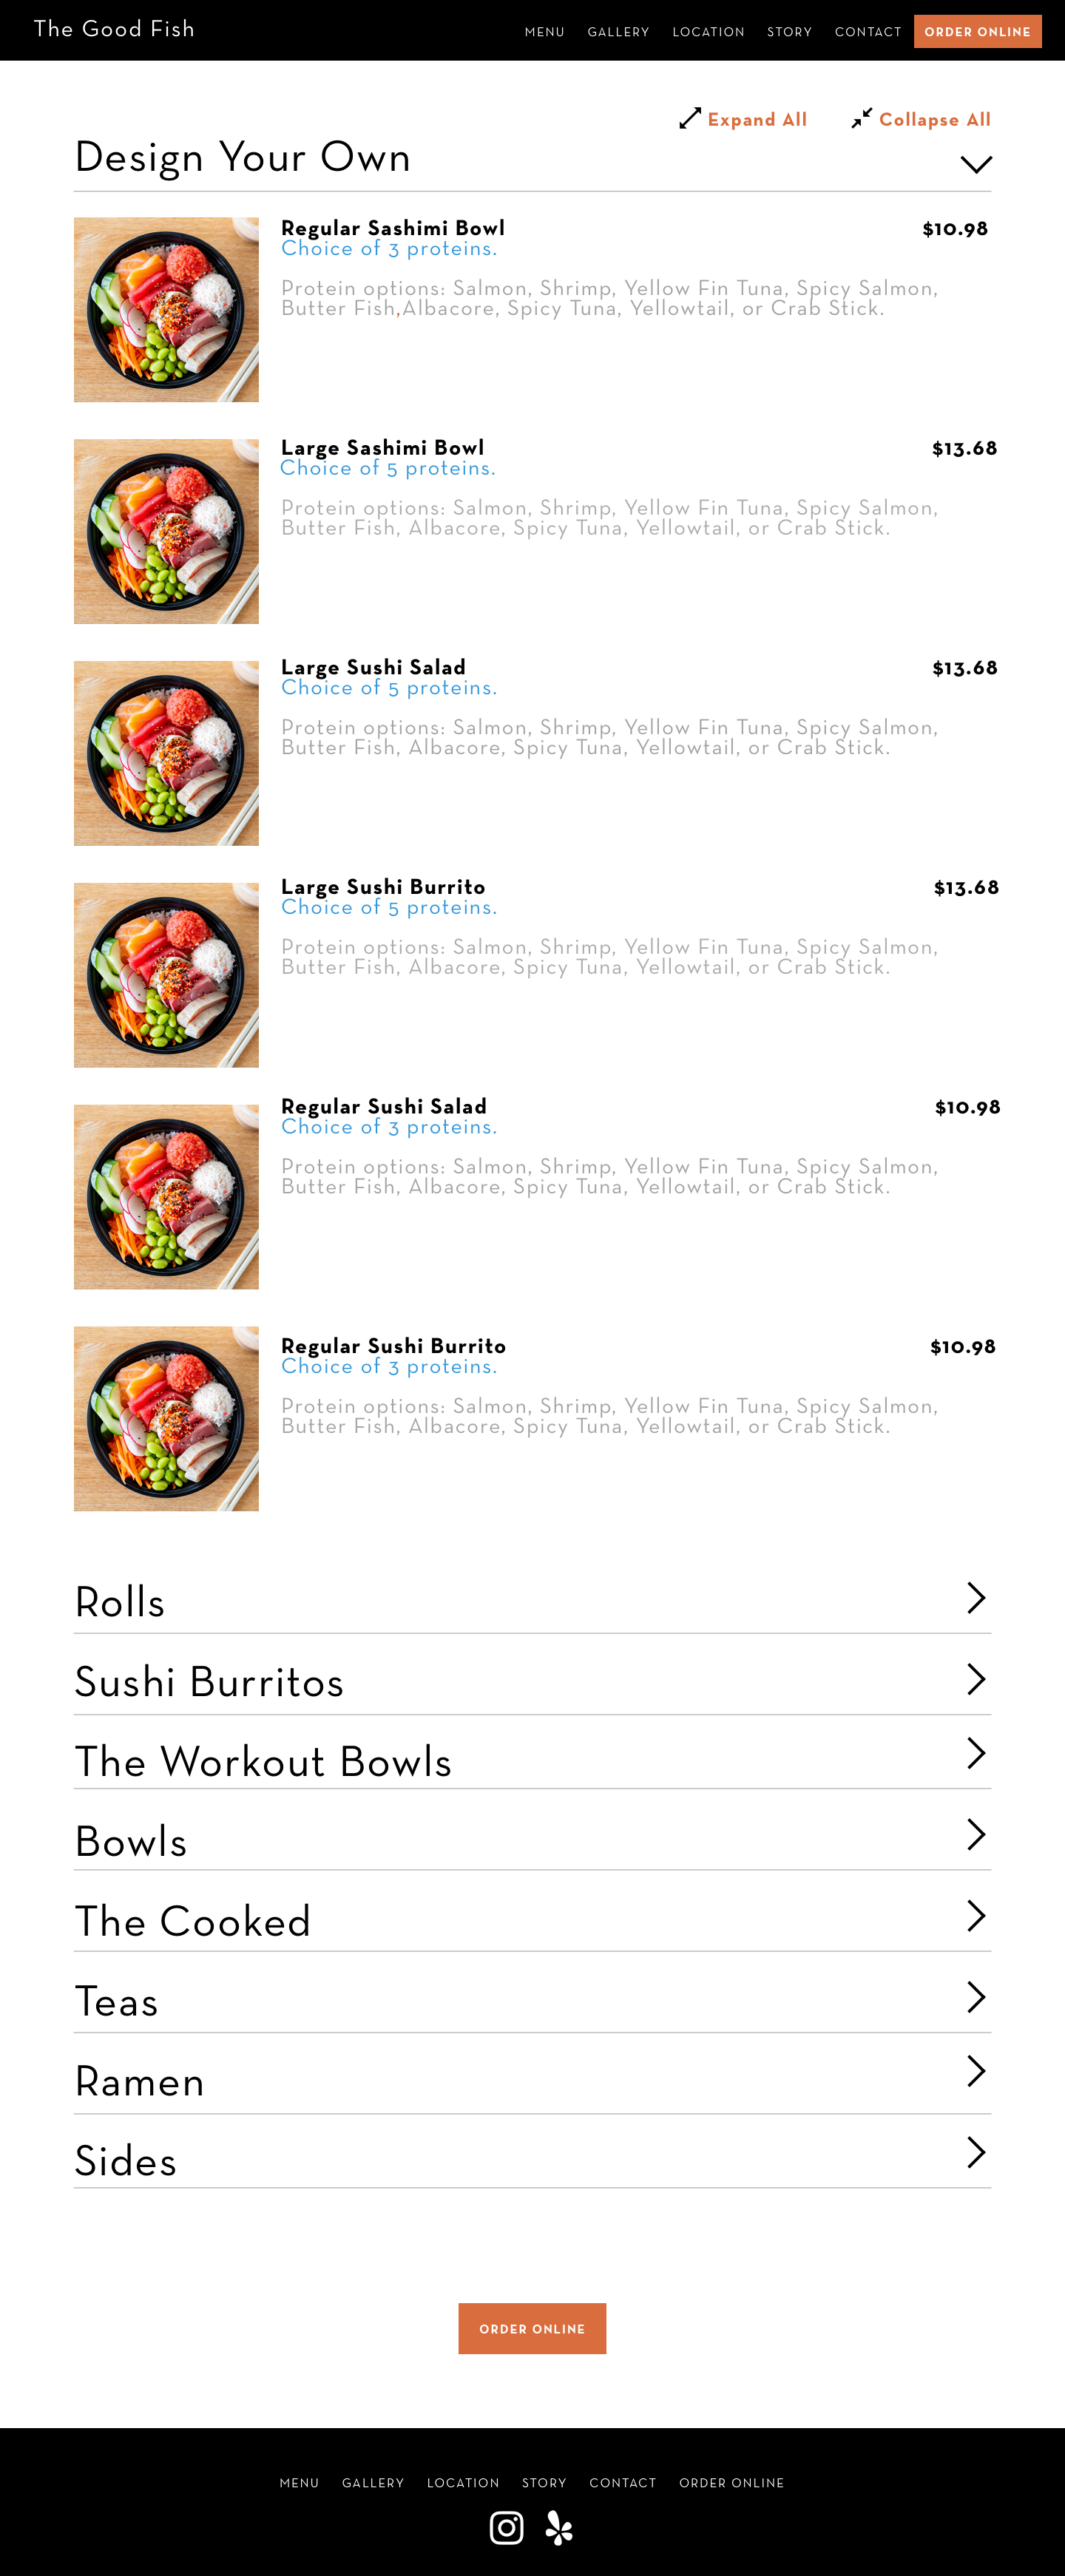 The Good Fish
MENU GALLERY LOCATION STORY CONTACT ORDER ONLINE
Expand All Collapse All
Design Your Own
Regular Sashimi Bowl $10.98
Choice of 3 proteins.
Protein options: Salmon, Shrimp, Yellow Fin Tuna, Spicy Salmon,
Butter Fish,Albacore, Spicy Tuna, Yellowtail, or Crab Stick.
Large Sashimi Bowl $13.68
Choice of 5 proteins.
Protein options: Salmon, Shrimp, Yellow Fin Tuna, Spicy Salmon,
Butter Fish, Albacore, Spicy Tuna, Yellowtail, or Crab Stick.
Large Sushi Salad $13.68
Choice of 5 proteins.
Protein options: Salmon, Shrimp, Yellow Fin Tuna, Spicy Salmon,
Butter Fish, Albacore, Spicy Tuna, Yellowtail, or Crab Stick.
Large Sushi Burrito $13.68
Choice of 5 proteins.
Protein options: Salmon, Shrimp, Yellow Fin Tuna, Spicy Salmon,
Butter Fish, Albacore, Spicy Tuna, Yellowtail, or Crab Stick.
Regular Sushi Salad $10.98
Choice of 3 proteins.
Protein options: Salmon, Shrimp, Yellow Fin Tuna, Spicy Salmon,
Butter Fish, Albacore, Spicy Tuna, Yellowtail, or Crab Stick.
Regular Sushi Burrito $10.98
Choice of 3 proteins.
Protein options: Salmon, Shrimp, Yellow Fin Tuna, Spicy Salmon,
Butter Fish, Albacore, Spicy Tuna, Yellowtail, or Crab Stick.
Rolls
Sushi Burritos
The Workout Bowls
Bowls
The Cooked
Teas
Ramen
Sides
ORDER ONLINE
MENU GALLERY LOCATION STORY CONTACT ORDER ONLINE